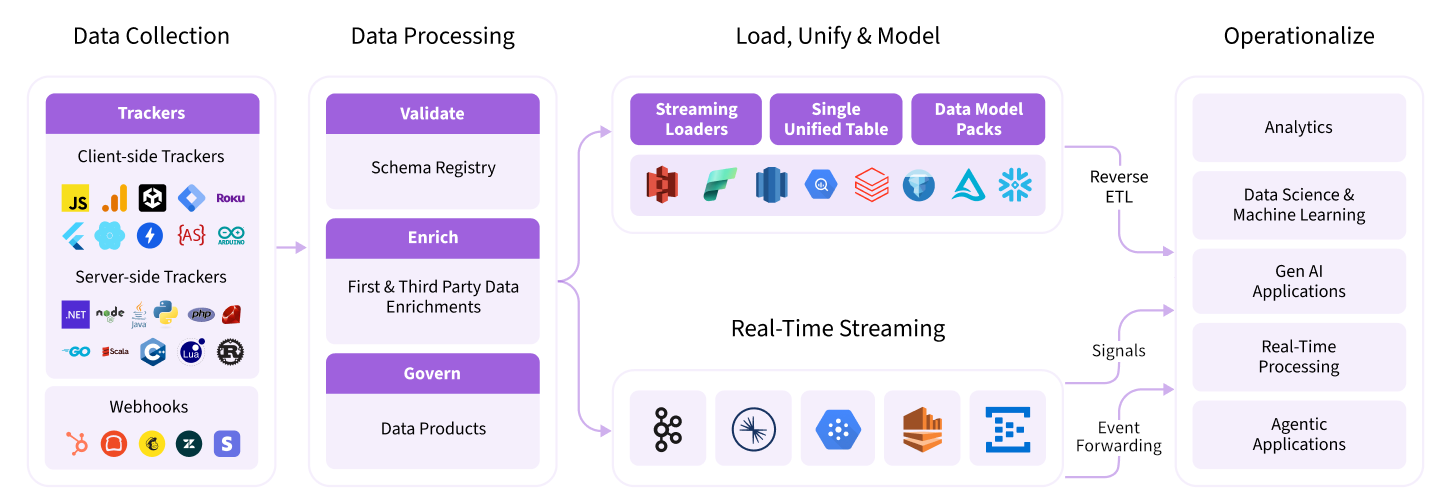 Data Collection
Data Processing
Load, Unify & Model
Operationalize
Trackers
Client-side Trackers
JS
ROKU
{AS}
ARDUINO
Server-side Trackers
.NET
node
Java
php
GO
Scala
C++
Lua
R
Webhooks
S
Validate
Schema Registry
Enrich
First & Third Party Data
Enrichments
Govern
Data Products
Streaming
Loaders
Single
Unified Table
Data Model
Packs
Reverse
ETL
Real-Time Streaming
Signals
Event
Forwarding
Analytics
Data Science &
Machine Learning
Gen AI
Applications
Real-Time
Processing
Agentic
Applications